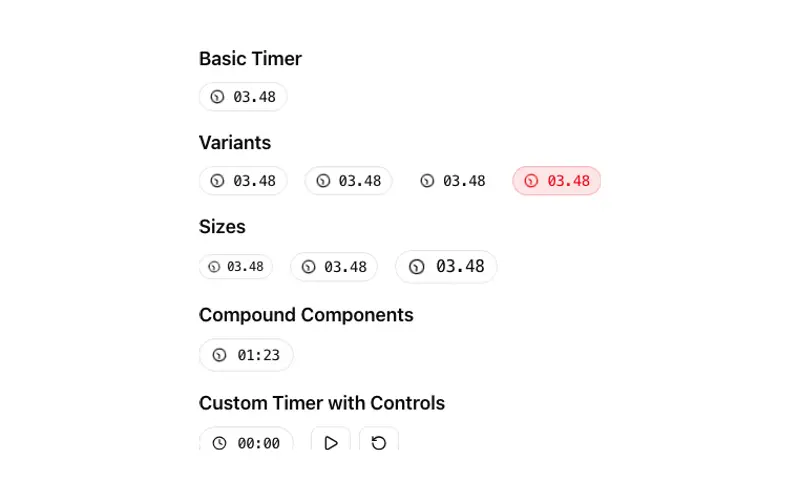 Basic Timer
03.48
Variants
03.48 03.48 03.48 03.48
Sizes
03.48 03.48 03.48
Compound Components
01:23
Custom Timer with Controls
00:00